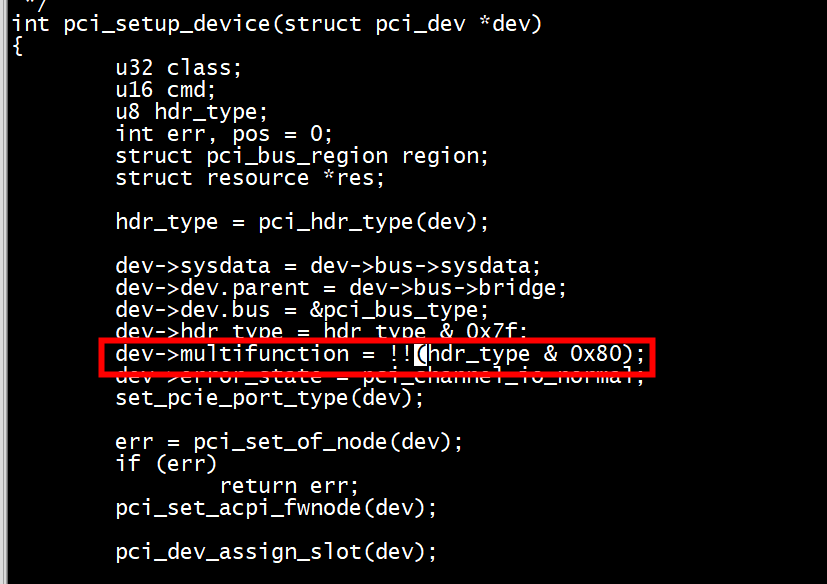 */
int pci_setup_device(struct pci_dev *dev)
{
        u32 class;
        u16 cmd;
        u8 hdr_type;
        int err, pos = 0;
        struct pci_bus_region region;
        struct resource *res;

        hdr_type = pci_hdr_type(dev);

        dev->sysdata = dev->bus->sysdata;
        dev->dev.parent = dev->bus->bridge;
        dev->dev.bus = &pci_bus_type;
        dev->hdr_type = hdr_type & 0x7f;
        dev->multifunction = !!(hdr_type & 0x80);
        dev->error_state = pci_channel_io_normal;
        set_pcie_port_type(dev);

        err = pci_set_of_node(dev);
        if (err)
                return err;
        pci_set_acpi_fwnode(dev);

        pci_dev_assign_slot(dev);